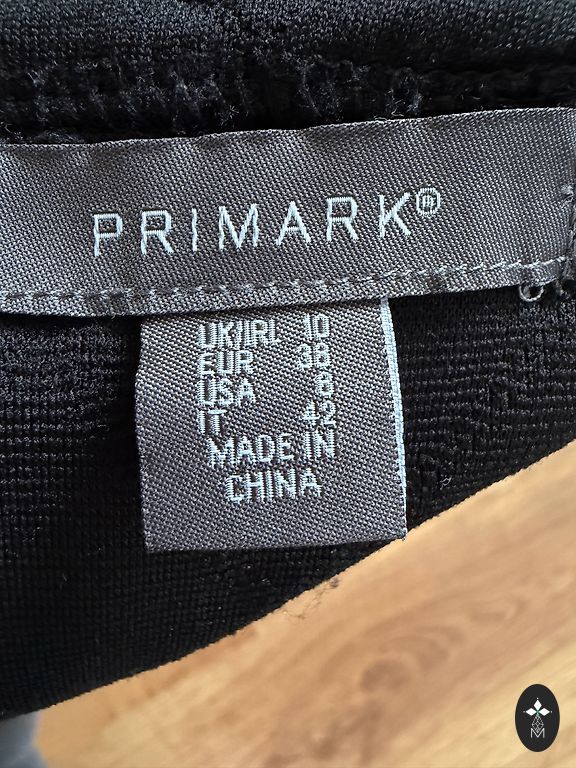 PRIMARK®
UK/IRL 10
EUR 38
USA 6
IT 42
MADE IN
CHINA
M